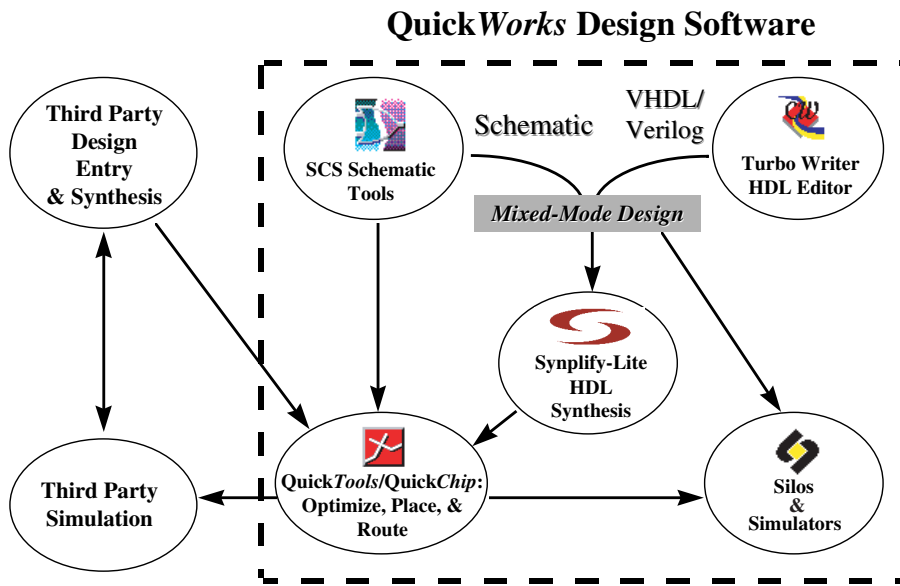 QuickWorks Design Software
Third Party
Design
Entry
& Synthesis
SCS Schematic
Tools
Schematic
VHDL/
Verilog
Turbo Writer
HDL Editor
Mixed-Mode Design
Synplify-Lite
HDL
Synthesis
Third Party
Simulation
QuickTools/QuickChip:
Optimize, Place, &
Route
Silos
&
Simulators